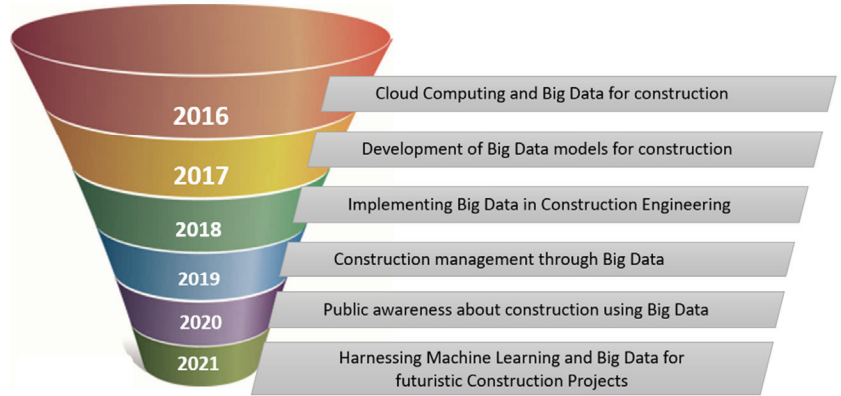 2016
Cloud Computing and Big Data for construction
2017
Development of Big Data models for construction
2018
Implementing Big Data in Construction Engineering
2019
Construction management through Big Data
2020
Public awareness about construction using Big Data
2021
Harnessing Machine Learning and Big Data for
futuristic Construction Projects